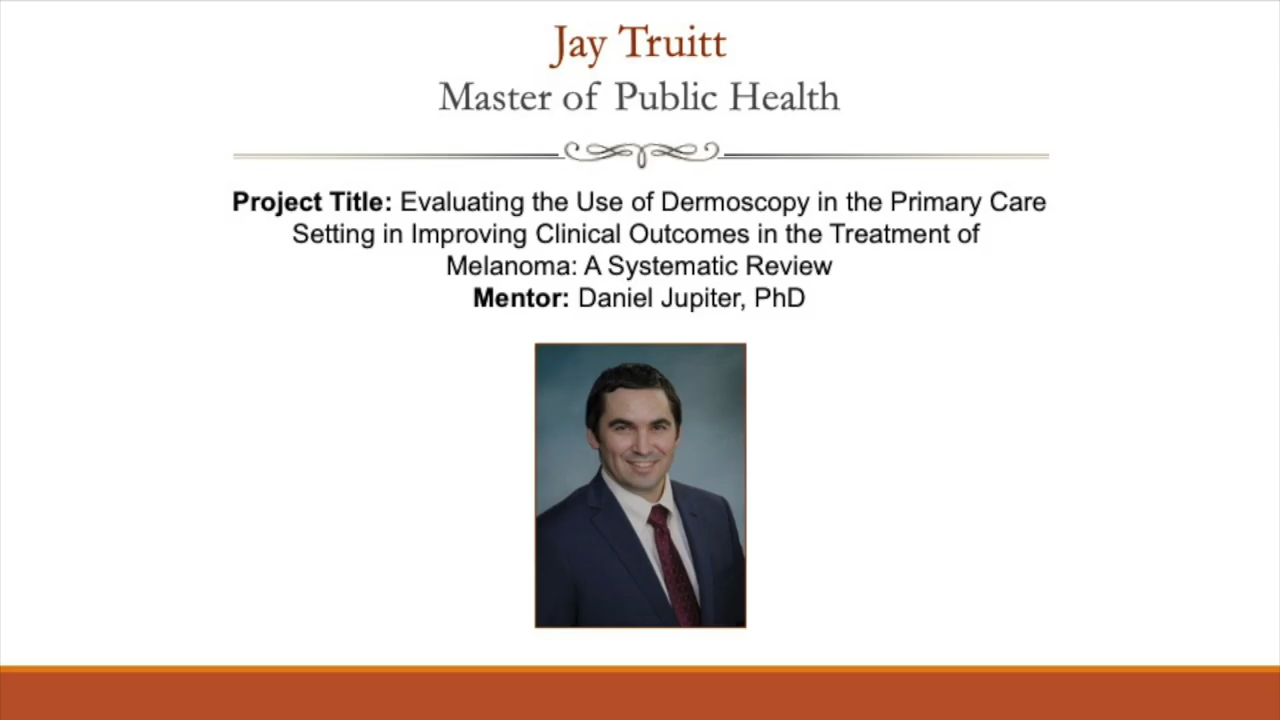 Jay Truitt
Master of Public Health
Project Title: Evaluating the Use of Dermoscopy in the Primary Care
Setting in Improving Clinical Outcomes in the Treatment of
Melanoma: A Systematic Review
Mentor: Daniel Jupiter, PhD